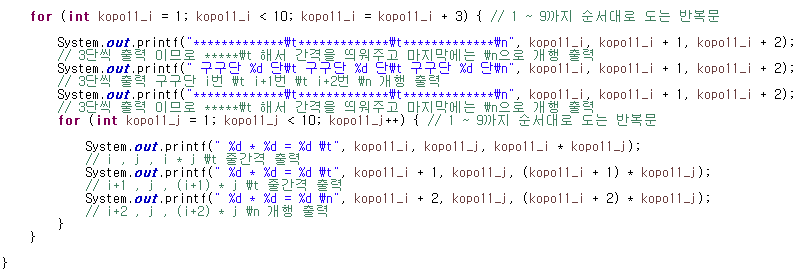 for (int kopo11_i = 1; kopo11_i < 10; kopo11_i = kopo11_i + 3) { // 1 ~ 9까지 순서대로 도는 반복문
System.out.printf("*************₩t*************₩t*************₩n", kopo11_i, kopo11_i + 1, kopo11_i + 2);
// 3단씩 출력 이므로 *****₩t 해서 간격을 띄워주고 마지막에는 ₩n으로 개행 출력
System.out.printf(" 구구단 %d 단₩t 구구단 %d 단₩t 구구단 %d 단₩n", kopo11_i, kopo11_i + 1, kopo11_i + 2);
// 3단씩 출력 구구단 i번 ₩t i+1번 ₩t i+2번 ₩n 개행 출력
System.out.printf("*************₩t*************₩t*************₩n", kopo11_i, kopo11_i + 1, kopo11_i + 2);
// 3단씩 출력 이므로 *****₩t 해서 간격을 띄워주고 마지막에는 ₩n으로 개행 출력
for (int kopo11_j = 1; kopo11_j < 10; kopo11_j++) { // 1 ~ 9까지 순서대로 도는 반복문
System.out.printf(" %d * %d = %d ₩t", kopo11_i, kopo11_j, kopo11_i * kopo11_j);
// i , j , i * j ₩t 줄간격 출력
System.out.printf(" %d * %d = %d ₩t", kopo11_i + 1, kopo11_j, (kopo11_i + 1) * kopo11_j);
// i+1 , j , (i+1) * j ₩t 줄간격 출력
System.out.printf(" %d * %d = %d ₩n", kopo11_i + 2, kopo11_j, (kopo11_i + 2) * kopo11_j);
// i+2 , j , (i+2) * j ₩n 개행 출력
}
}
}